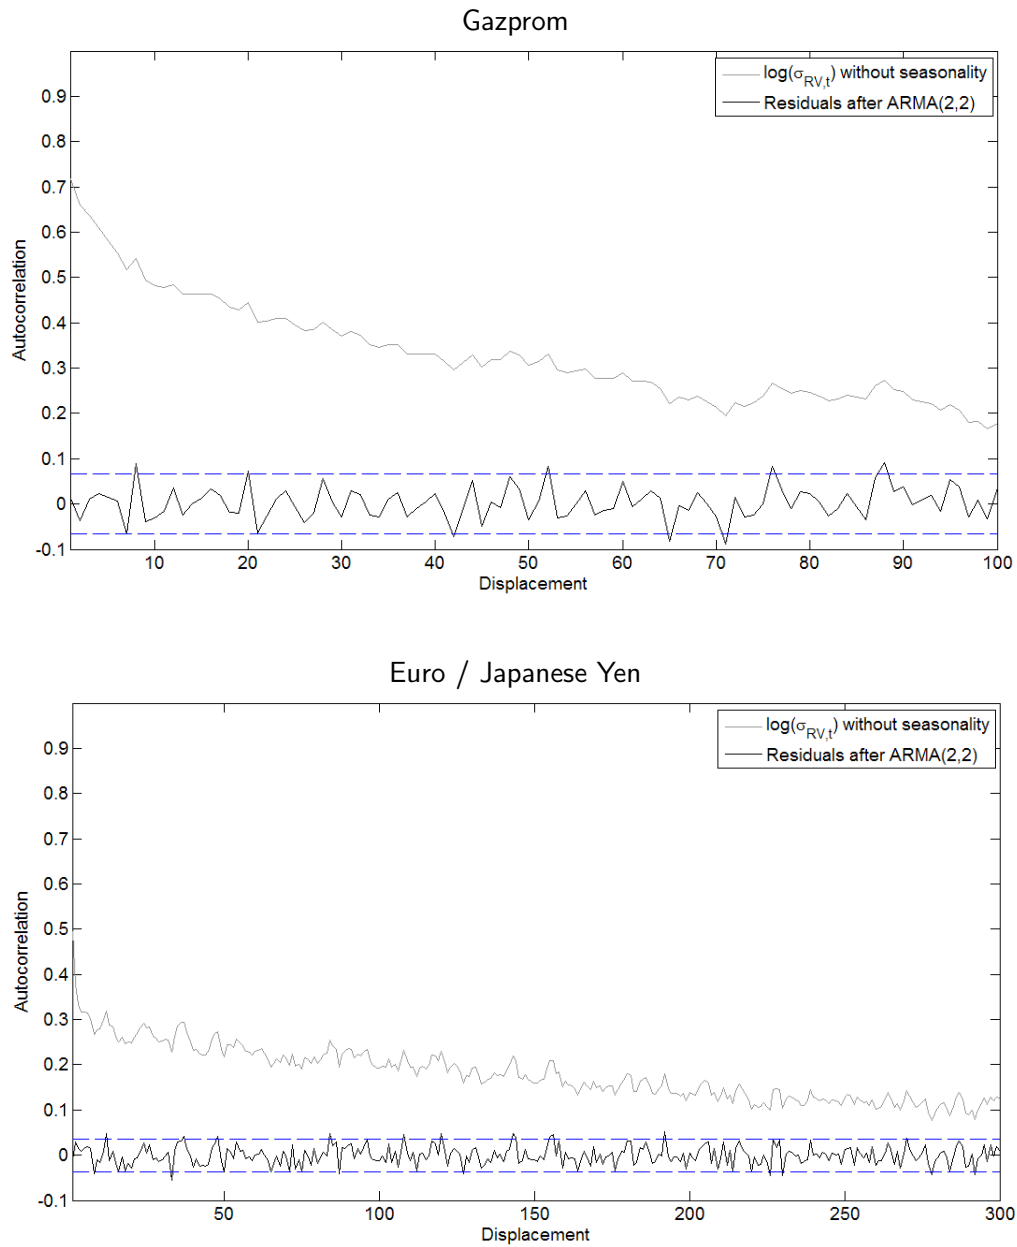 Gazprom
log(σRV,t) without seasonality
Residuals after ARMA(2,2)
0.9
0.8
0.7
0.6
0.5
0.4
0.3
0.2
0.1
0
-0.1
Autocorrelation
10 20 30 40 50 60 70 80 90 100
Displacement
Euro / Japanese Yen
log(σRV,t) without seasonality
Residuals after ARMA(2,2)
0.9
0.8
0.7
0.6
0.5
0.4
0.3
0.2
0.1
0
-0.1
Autocorrelation
50 100 150 200 250 300
Displacement